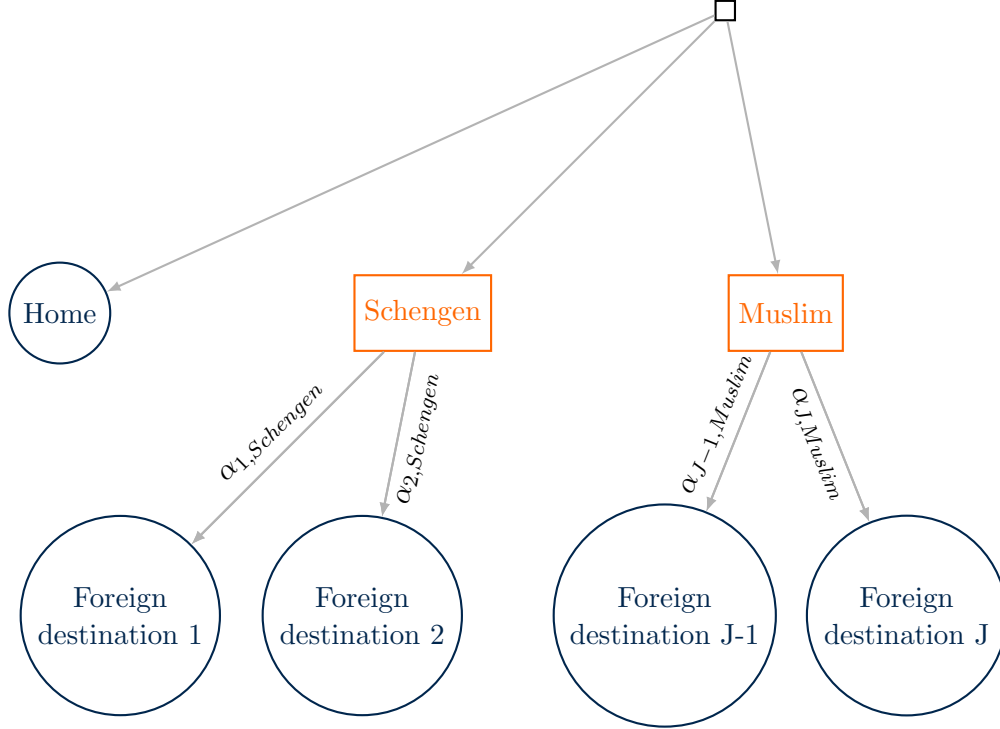 Home
Schengen
Muslim
α1,Schengen
α2,Schengen
αJ−1,Muslim
αJ,Muslim
Foreign
destination 1
Foreign
destination 2
Foreign
destination J-1
Foreign
destination J